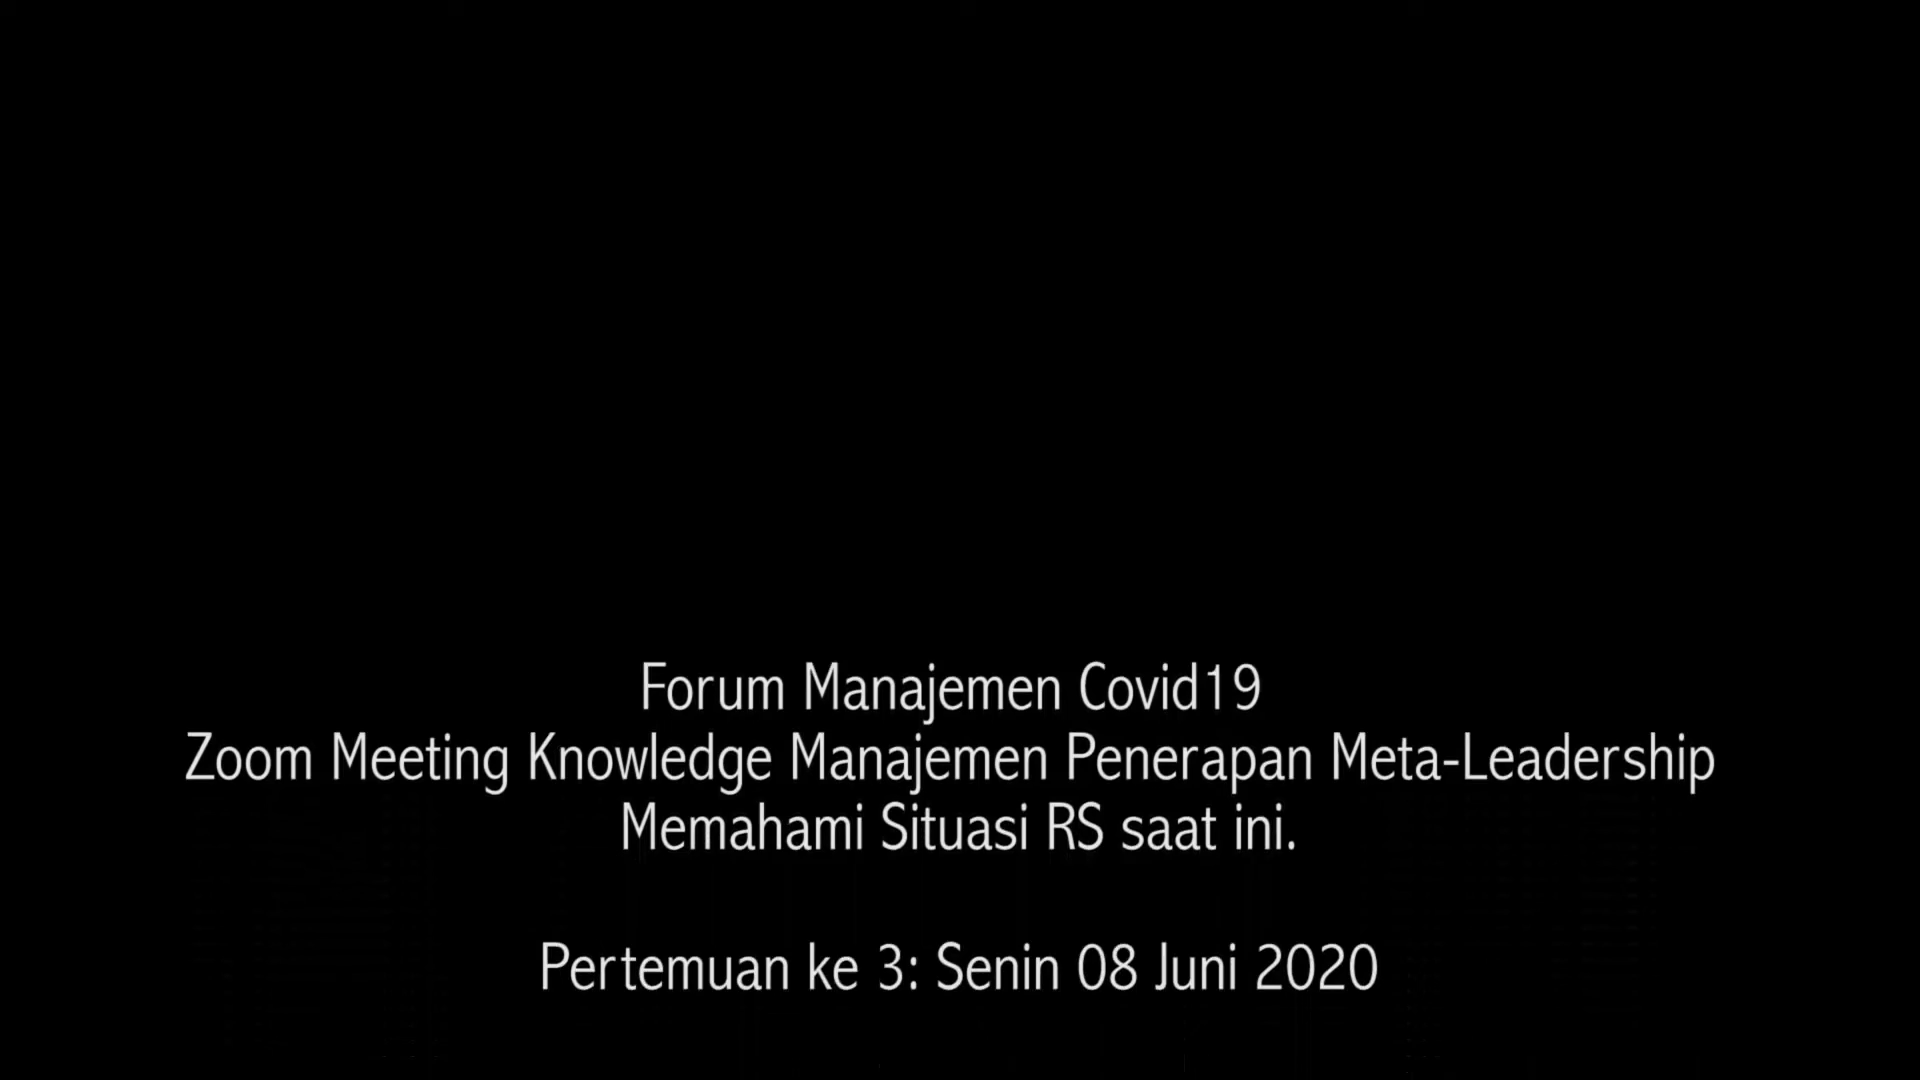 Forum Manajemen Covid19
Zoom Meeting Knowledge Manajemen Penerapan Meta-Leadership
Memahami Situasi RS saat ini.
Pertemuan ke 3: Senin 08 Juni 2020